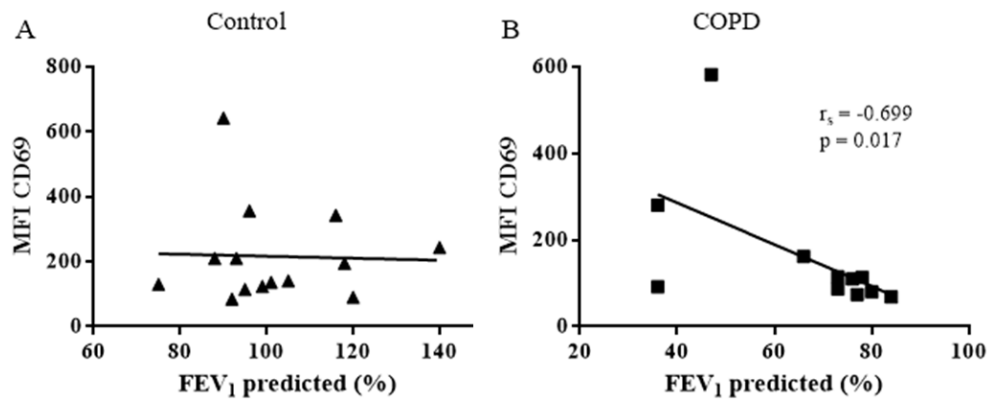 A
Control
800
600
400
200
0
MFI CD69
60
80
100
120
140
FEV1 predicted (%)
B
COPD
600
400
200
0
MFI CD69
rs = -0.699
p = 0.017
20
40
60
80
100
FEV1 predicted (%)